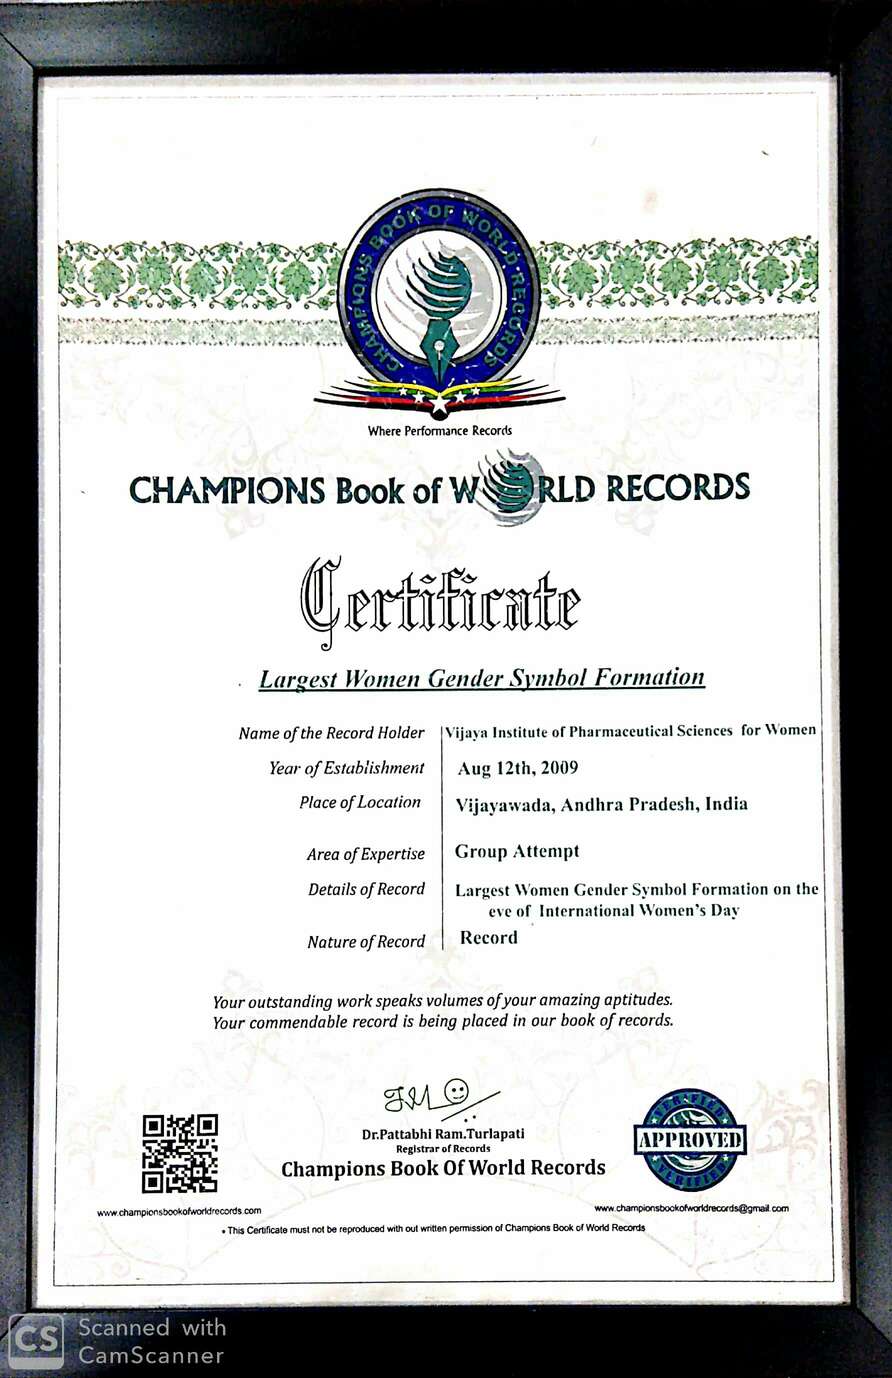 CHAMPIONS BOOK OF WORLD RECORDS
Where Performance Records
CHAMPIONS Book of WORLD RECORDS
Certificate
Largest Women Gender Symbol Formation
Name of the Record Holder Vijaya Institute of Pharmaceutical Sciences for Women
Year of Establishment Aug 12th, 2009
Place of Location Vijayawada, Andhra Pradesh, India
Area of Expertise Group Attempt
Details of Record Largest Women Gender Symbol Formation on the
eve of International Women's Day
Nature of Record Record
Your outstanding work speaks volumes of your amazing aptitudes.
Your commendable record is being placed in our book of records.
Dr.Pattabhi Ram.Turlapati
Registrar of Records
Champions Book Of World Records
VERIFIED
APPROVED
VERIFIED
www.championsbookofworldrecords.com
www.championsbookofworldrecords@gmail.com
• This Certificate must not be reproduced with out written permission of Champions Book of World Records
CS Scanned with
CamScanner